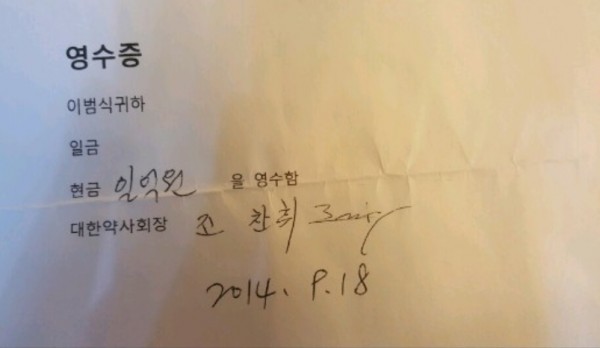 영수증
이범식귀하
일금
현금 일억원 을 영수함
대한약사회장 조 찬휘
2014. 9. 18